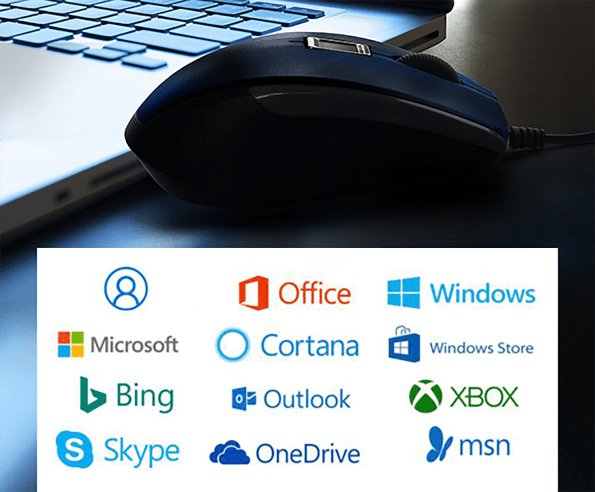 Office
Windows
Microsoft
Cortana
Windows Store
Bing
Outlook
XBOX
Skype
OneDrive
msn